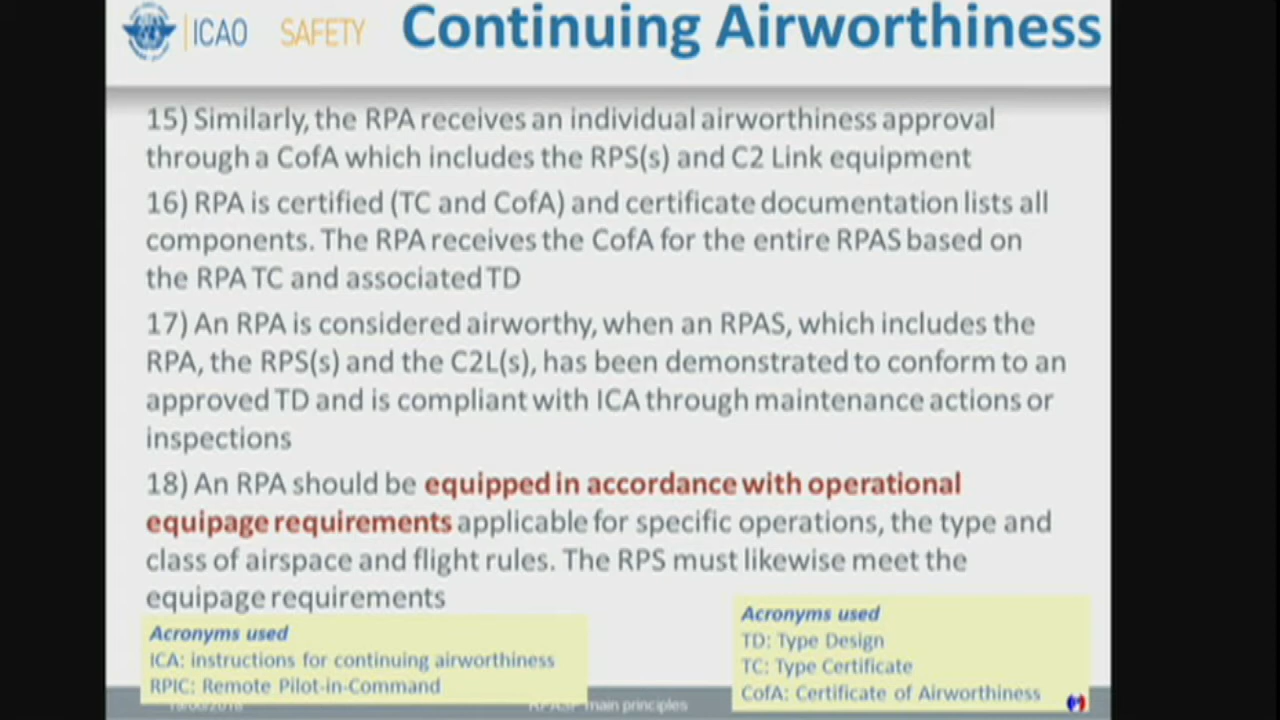 ICAO SAFETY Continuing Airworthiness
15) Similarly, the RPA receives an individual airworthiness approval
through a CofA which includes the RPS(s) and C2 Link equipment
16) RPA is certified (TC and CofA) and certificate documentation lists all
components. The RPA receives the CofA for the entire RPAS based on
the RPA TC and associated TD
17) An RPA is considered airworthy, when an RPAS, which includes the
RPA, the RPS(s) and the C2L(s), has been demonstrated to conform to an
approved TD and is compliant with ICA through maintenance actions or
inspections
18) An RPA should be equipped in accordance with operational
equipage requirements applicable for specific operations, the type and
class of airspace and flight rules. The RPS must likewise meet the
equipage requirements
Acronyms used
ICA: instructions for continuing airworthiness
RPIC: Remote Pilot-in-Command
Acronyms used
TD: Type Design
TC: Type Certificate
CofA: Certificate of Airworthiness
main principles